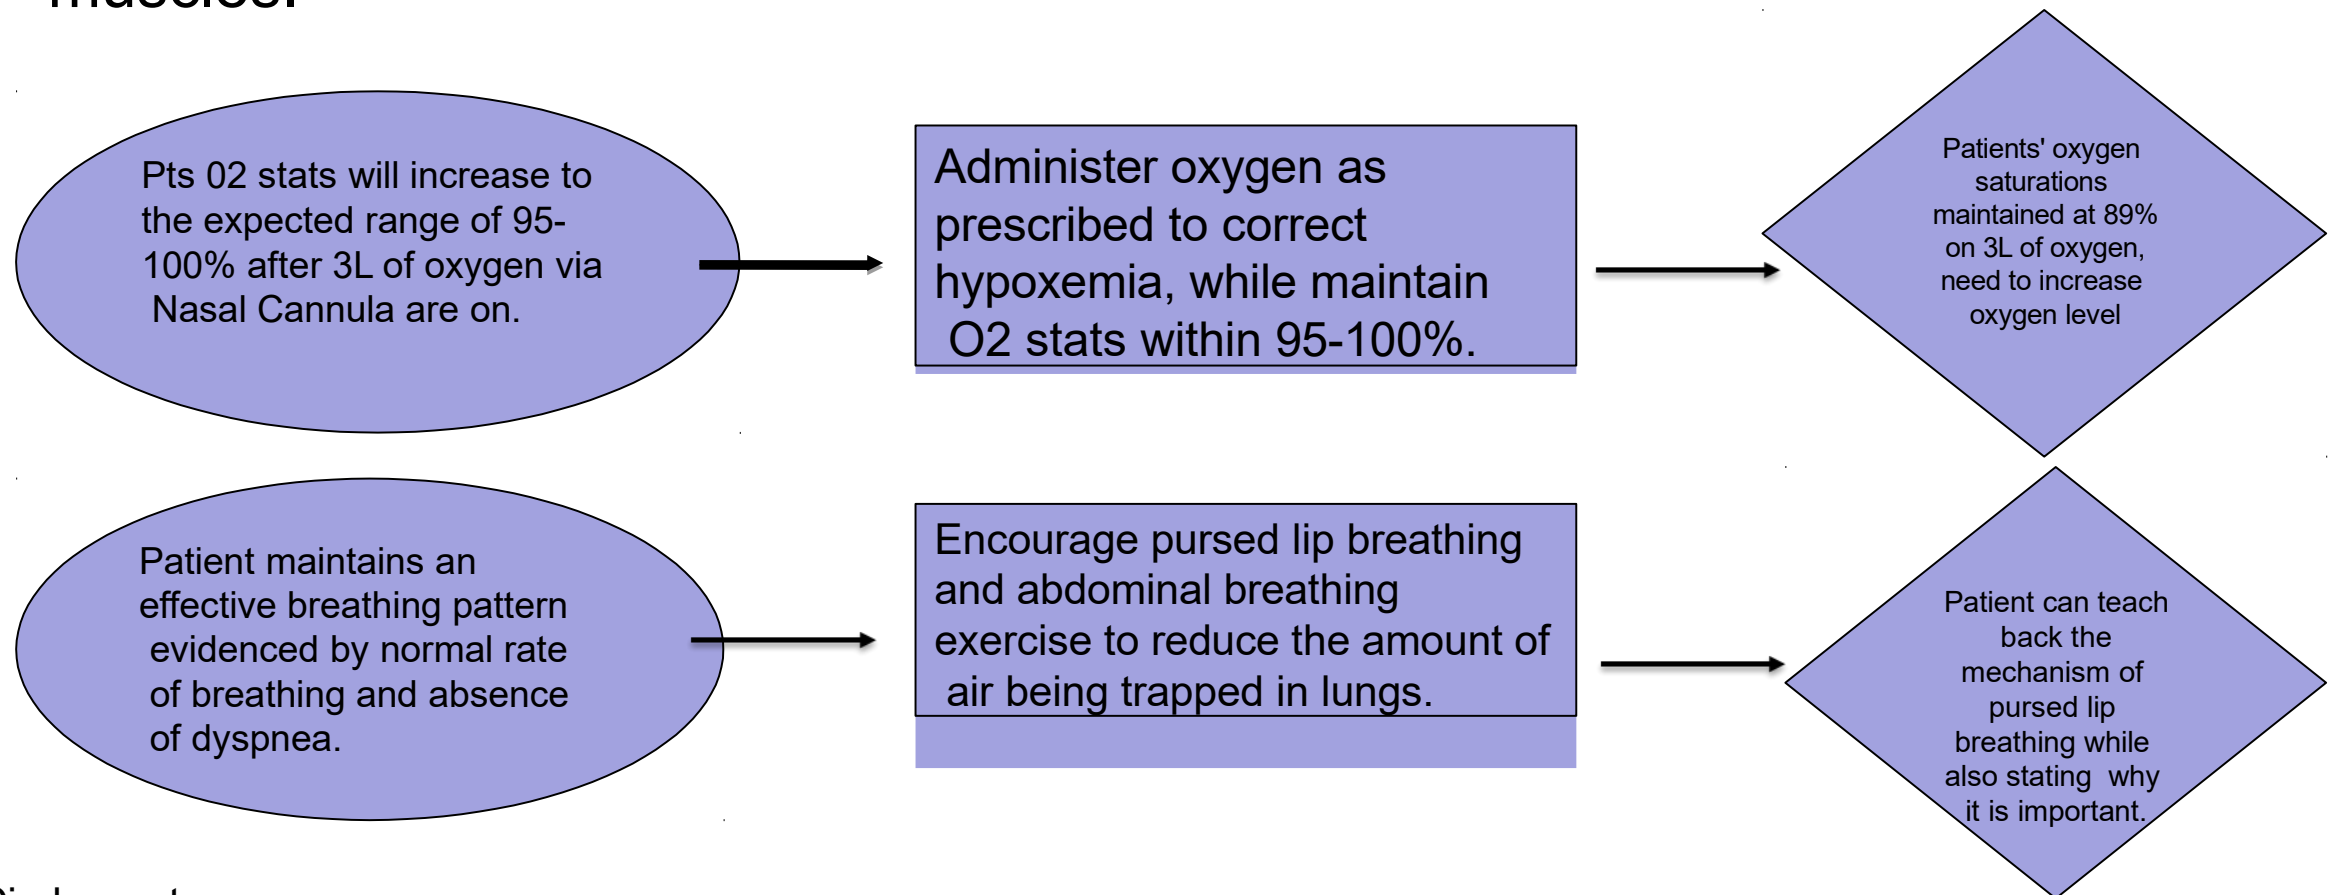 muscles.
Pts 02 stats will increase to
the expected range of 95-
100% after 3L of oxygen via
Nasal Cannula are on.
Administer oxygen as
prescribed to correct
hypoxemia, while maintain
O2 stats within 95-100%.
Patients' oxygen
saturations
maintained at 89%
on 3L of oxygen,
need to increase
oxygen level
Patient maintains an
effective breathing pattern
evidenced by normal rate
of breathing and absence
of dyspnea.
Encourage pursed lip breathing
and abdominal breathing
exercise to reduce the amount of
air being trapped in lungs.
Patient can teach
back the
mechanism of
pursed lip
breathing while
also stating  why
it is important.